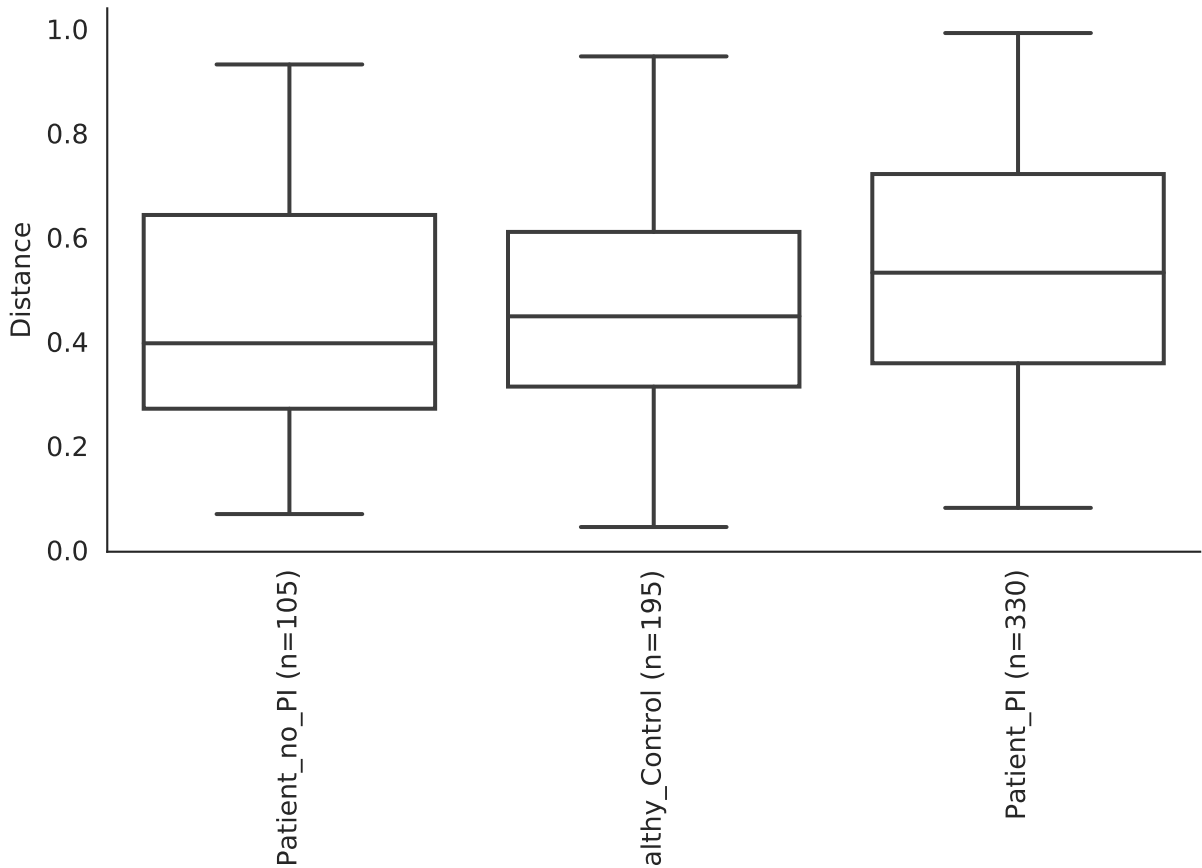 1.0
0.8
0.6
0.4
0.2
0.0
Distance
Patient_no_PI (n=105)
althy_Control (n=195)
Patient_PI (n=330)